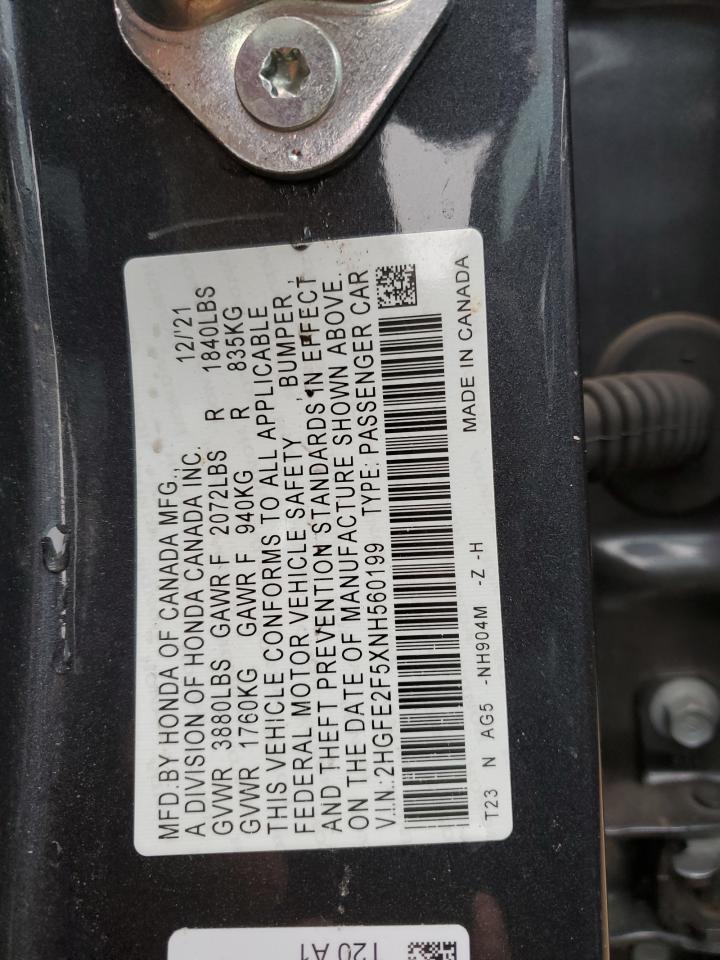 MFD.BY HONDA OF CANADA MFG., 12/'21
A DIVISION OF HONDA CANADA INC.
GVWR 3880LBS GAWR F 2072LBS R 1840LBS
GVWR 1760KG GAWR F 940KG R 835KG
THIS VEHICLE CONFORMS TO ALL APPLICABLE
FEDERAL MOTOR VEHICLE SAFETY, BUMPER,
AND THEFT PREVENTION STANDARDS IN EFFECT
ON THE DATE OF MANUFACTURE SHOWN ABOVE.
V.I.N.:2HGFE2F5XNH560199 TYPE: PASSENGER CAR
T23 N AG5 -NH904M -Z -H MADE IN CANADA
T20 A1